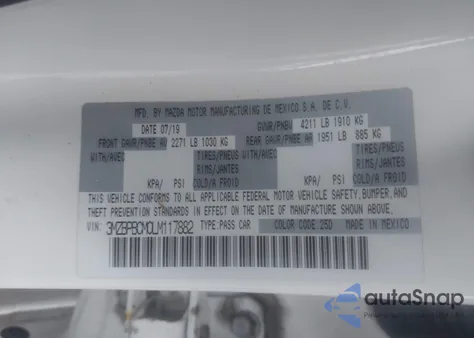 MFD. BY MAZDA MOTOR MANUFACTURING DE MEXICO S.A. DE C.V.
DATE 07/19 GVWR/PNBV 4211 LB 1910 KG
FRONT GAWR/PNBE AV 2271 LB 1030 KG REAR GAWR/PNBE AR 1951 LB 885 KG
WITH/AVEC TIRES/PNEUS WITH/AVEC TIRES/PNEUS
RIMS/JANTES RIMS/JANTES
KPA/ PSI COLD/A FROID KPA/ PSI COLD/A FROID
THIS VEHICLE CONFORMS TO ALL APPLICABLE FEDERAL MOTOR VEHICLE SAFETY, BUMPER, AND
THEFT PREVENTION STANDARDS IN EFFECT ON THE DATE OF MANUFACTURE SHOWN ABOVE.
VIN: 3MZBPBCM0LM117882 TYPE:PASS CAR COLOR CODE:25D MADE IN MEXICO
autoSnap